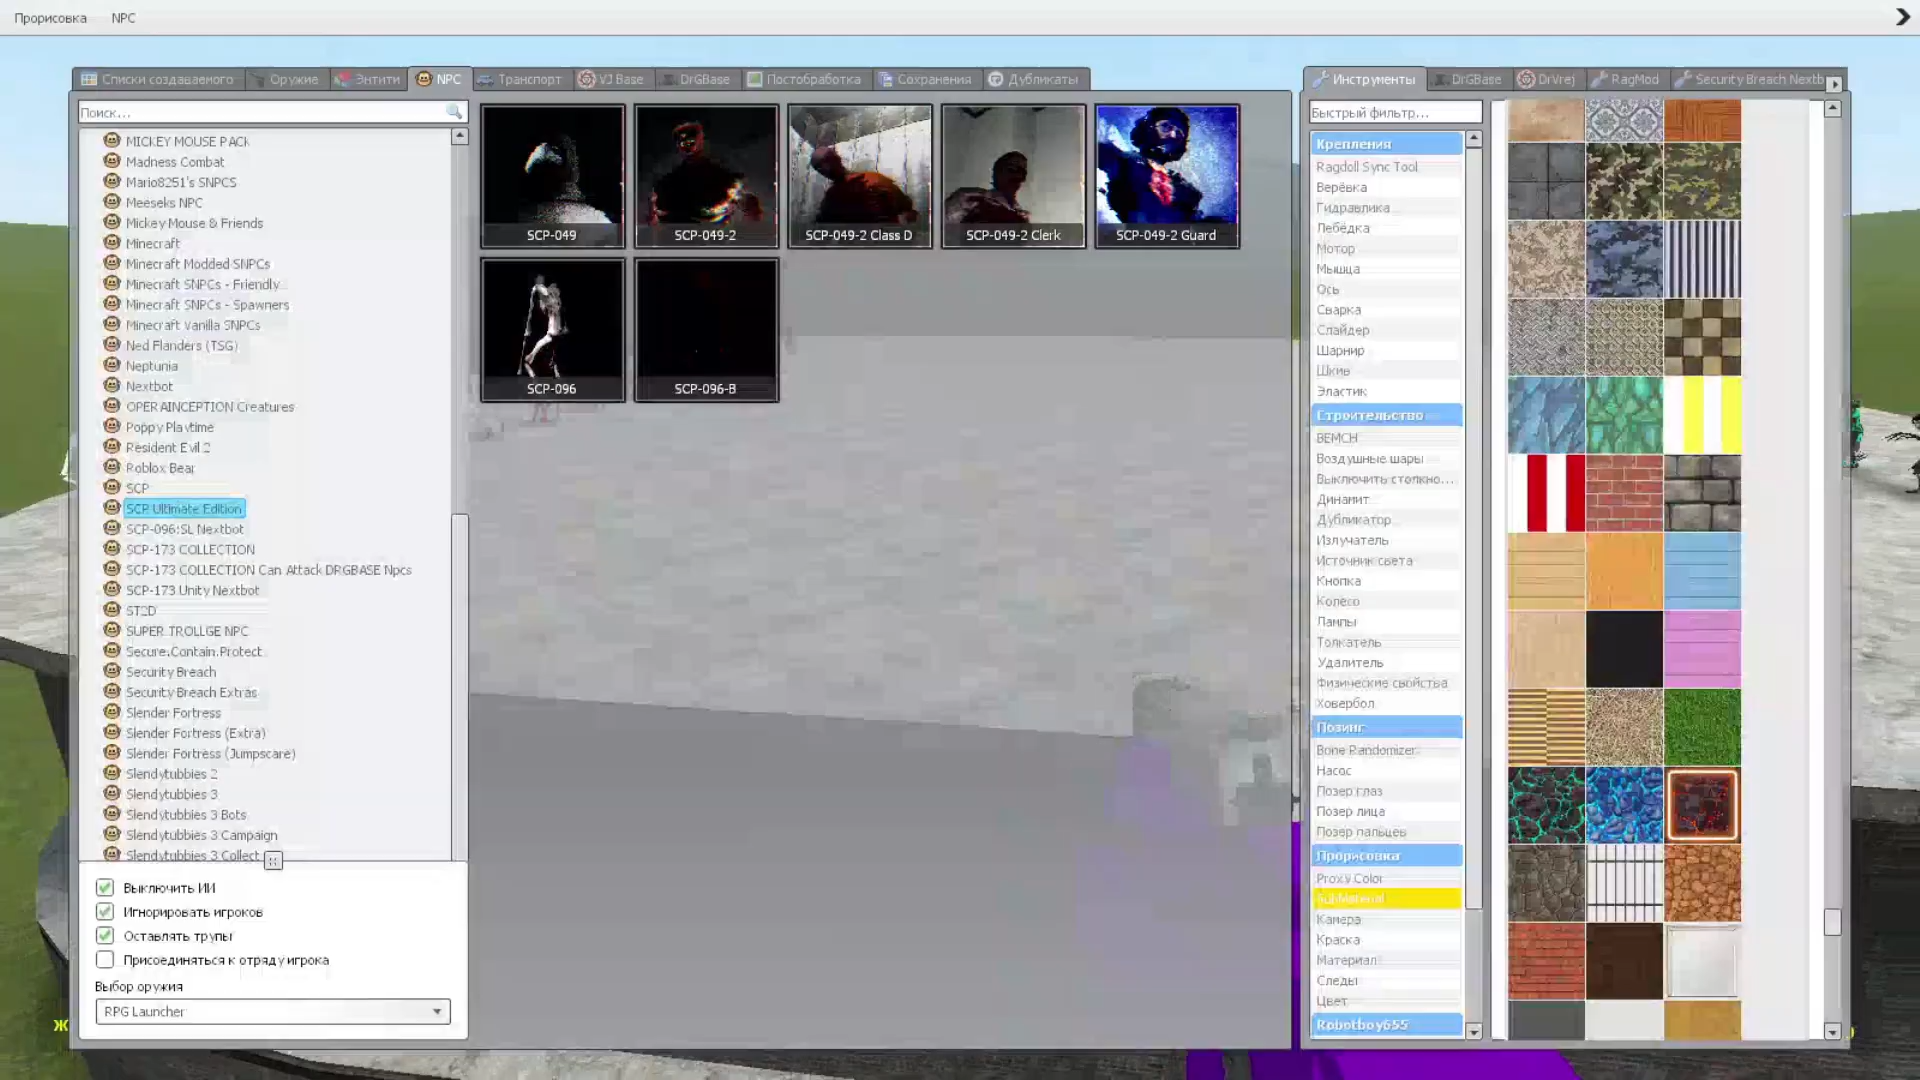 Прорисовка NPC
Списки создаваемого Оружие Энтити NPC Транспорт VJ Base DrGBase Постобработка Сохранения Дубликаты
Инструменты DrGBase DrVrej RagMod Security Breach Nextb
Поиск...
MICKEY MOUSE PACK
Madness Combat
Mario8251's SNPCS
Meeseks NPC
Mickey Mouse & Friends
Minecraft
Minecraft Modded SNPCs
Minecraft SNPCs - Friendly
Minecraft SNPCs - Spawners
Minecraft Vanilla SNPCs
Ned Flanders (TSG)
Neptunia
Nextbot
OPERAINCEPTION Creatures
Poppy Playtime
Resident Evil 2
Roblox Bear
SCP
SCP Ultimate Edition
SCP-096:SL Nextbot
SCP-173 COLLECTION
SCP-173 COLLECTION Can Attack DRGBASE Npcs
SCP-173 Unity Nextbot
ST2D
SUPER TROLLGE NPC
Secure.Contain.Protect
Security Breach
Security Breach Extras
Slender Fortress
Slender Fortress (Extra)
Slender Fortress (Jumpscare)
Slendytubbies 2
Slendytubbies 3
Slendytubbies 3 Bots
Slendytubbies 3 Campaign
Slendytubbies 3 Collect
Выключить ИИ
Игнорировать игроков
Оставлять трупы
Присоединяться к отряду игрока
Выбор оружия
RPG Launcher
Ж
SCP-049 SCP-049-2 SCP-049-2 Class D SCP-049-2 Clerk SCP-049-2 Guard
SCP-096 SCP-096-B
Быстрый фильтр...
Крепления
Ragdoll Sync Tool
Верёвка
Гидравлика
Лебёдка
Мотор
Мышца
Ось
Сварка
Слайдер
Шарнир
Шкив
Эластик
Строительство
BEMCH
Воздушные шары
Выключить столкно...
Динамит
Дубликатор
Излучатель
Источник света
Кнопка
Колесо
Лампы
Толкатель
Удалитель
Физические свойства
Ховербол
Позинг
Bone Randomizer
Насос
Позер глаз
Позер лица
Позер пальцев
Прорисовка
Proxy Color
SubMaterial
Камера
Краска
Материал
Следы
Цвет
Robotboy655